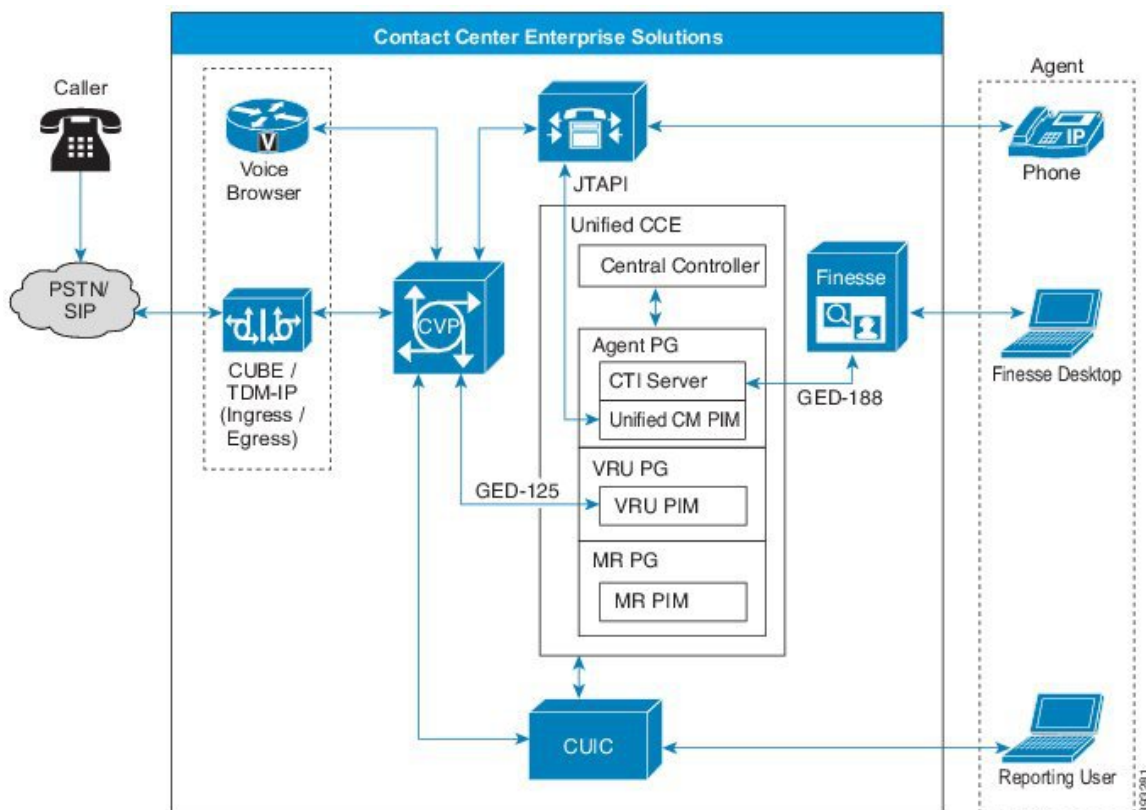 Contact Center Enterprise Solutions
Caller
Agent
V
Voice
Browser
JTAPI
IP
Phone
PSTN/
SIP
CUBE /
TDM-IP
(Ingress /
Egress)
CVP
Unified CCE
Central Controller
Agent PG
CTI Server
Unified CM PIM
Finesse
GED-188
Finesse Desktop
GED-125
VRU PG
VRU PIM
MR PG
MR PIM
CUIC
Reporting User